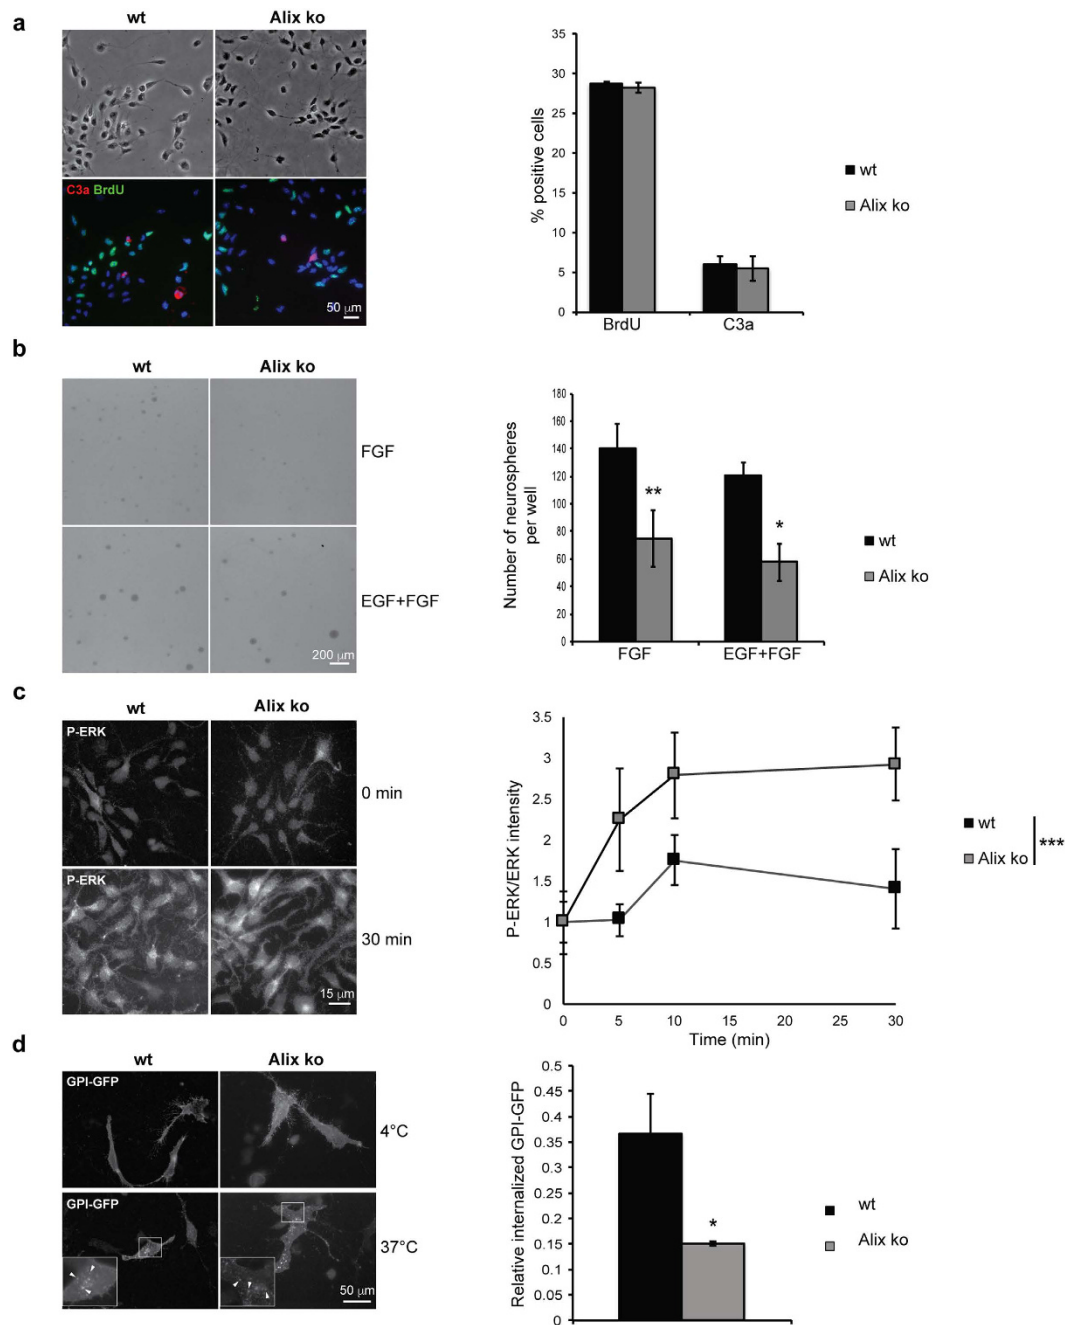 a
wt
Alix ko
C3a BrdU
50 µm
% positive cells
35
30
25
20
15
10
5
0
BrdU
C3a
wt
Alix ko
b
wt
Alix ko
FGF
EGF+FGF
200 µm
Number of neurospheres
per well
180
160
140
120
100
80
60
40
20
0
**
*
FGF
EGF+FGF
wt
Alix ko
c
wt
Alix ko
P-ERK
0 min
P-ERK
30 min
15 µm
P-ERK/ERK intensity
3.5
3
2.5
2
1.5
1
0.5
0
0
5
10
15
20
25
30
Time (min)
wt
Alix ko
***
d
wt
Alix ko
GPI-GFP
4°C
GPI-GFP
37°C
50 µm
Relative internalized GPI-GFP
0.5
0.45
0.4
0.35
0.3
0.25
0.2
0.15
0.1
0.05
0
*
wt
Alix ko